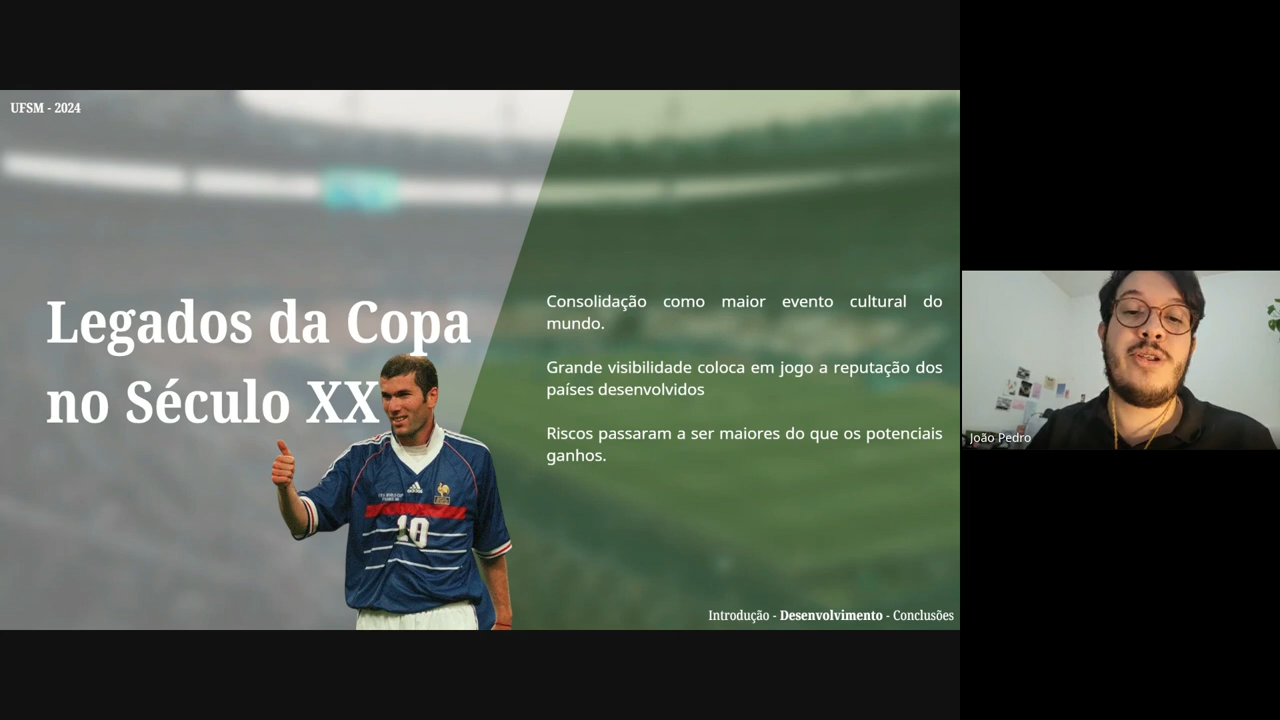 UFSM - 2024
Legados da Copa
no Século XX
10
Consolidação como maior evento cultural do
mundo.
Grande visibilidade coloca em jogo a reputação dos
países desenvolvidos
Riscos passaram a ser maiores do que os potenciais
ganhos.
Introdução - Desenvolvimento - Conclusões
João Pedro